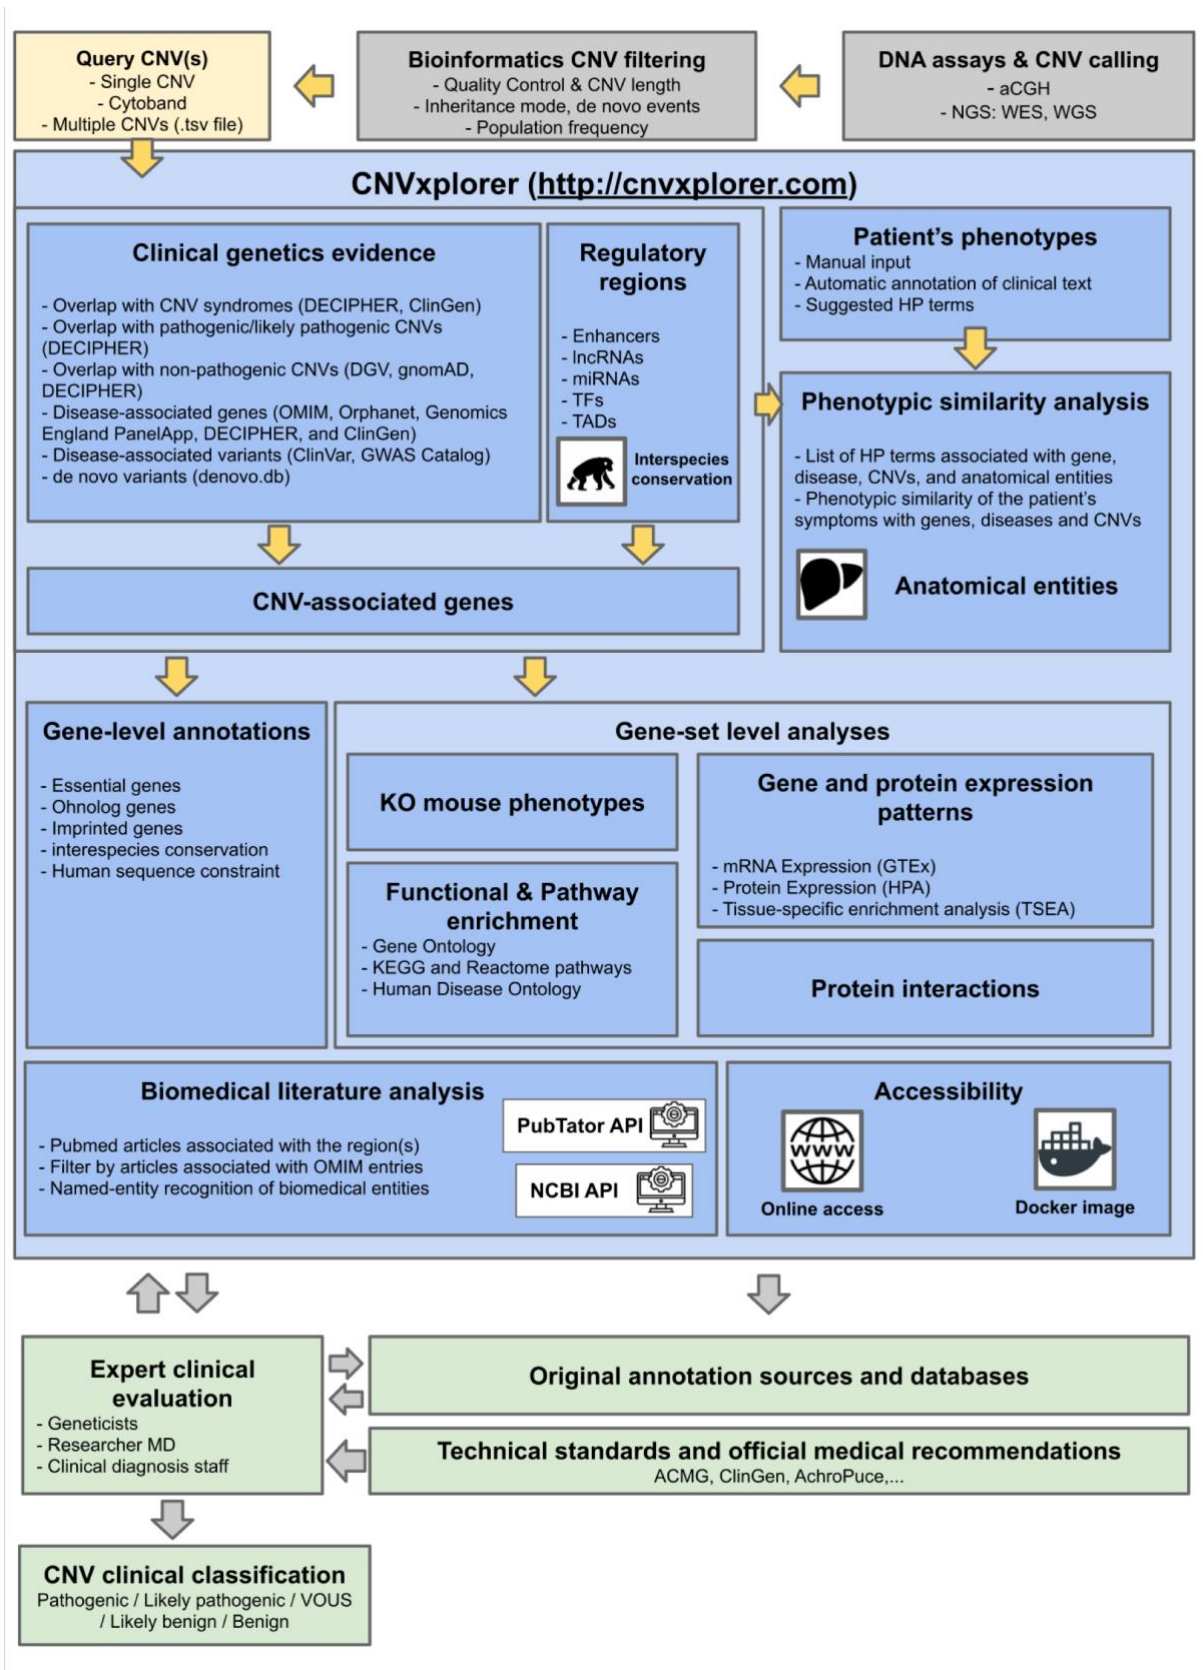 Query CNV(s)
- Single CNV
- Cytoband
- Multiple CNVs (.tsv file)
Bioinformatics CNV filtering
- Quality Control & CNV length
- Inheritance mode, de novo events
- Population frequency
DNA assays & CNV calling
- aCGH
- NGS: WES, WGS
CNVxplorer (http://cnvxplorer.com)
Clinical genetics evidence
- Overlap with CNV syndromes (DECIPHER, ClinGen)
- Overlap with pathogenic/likely pathogenic CNVs
(DECIPHER)
- Overlap with non-pathogenic CNVs (DGV, gnomAD,
DECIPHER)
- Disease-associated genes (OMIM, Orphanet, Genomics
England PanelApp, DECIPHER, and ClinGen)
- Disease-associated variants (ClinVar, GWAS Catalog)
- de novo variants (denovo.db)
Regulatory
regions
- Enhancers
- lncRNAs
- miRNAs
- TFs
- TADs
Interspecies
conservation
Patient's phenotypes
- Manual input
- Automatic annotation of clinical text
- Suggested HP terms
Phenotypic similarity analysis
- List of HP terms associated with gene,
disease, CNVs, and anatomical entities
- Phenotypic similarity of the patient's
symptoms with genes, diseases and CNVs
Anatomical entities
CNV-associated genes
Gene-level annotations
- Essential genes
- Ohnolog genes
- Imprinted genes
- interespecies conservation
- Human sequence constraint
Gene-set level analyses
KO mouse phenotypes
Functional & Pathway
enrichment
- Gene Ontology
- KEGG and Reactome pathways
- Human Disease Ontology
Gene and protein expression
patterns
- mRNA Expression (GTEx)
- Protein Expression (HPA)
- Tissue-specific enrichment analysis (TSEA)
Protein interactions
Biomedical literature analysis
- Pubmed articles associated with the region(s)
- Filter by articles associated with OMIM entries
- Named-entity recognition of biomedical entities
PubTator API
NCBI API
Accessibility
WWW
Online access
Docker image
Expert clinical
evaluation
- Geneticists
- Researcher MD
- Clinical diagnosis staff
Original annotation sources and databases
Technical standards and official medical recommendations
ACMG, ClinGen, AchroPuce,...
CNV clinical classification
Pathogenic / Likely pathogenic / VOUS
/ Likely benign / Benign